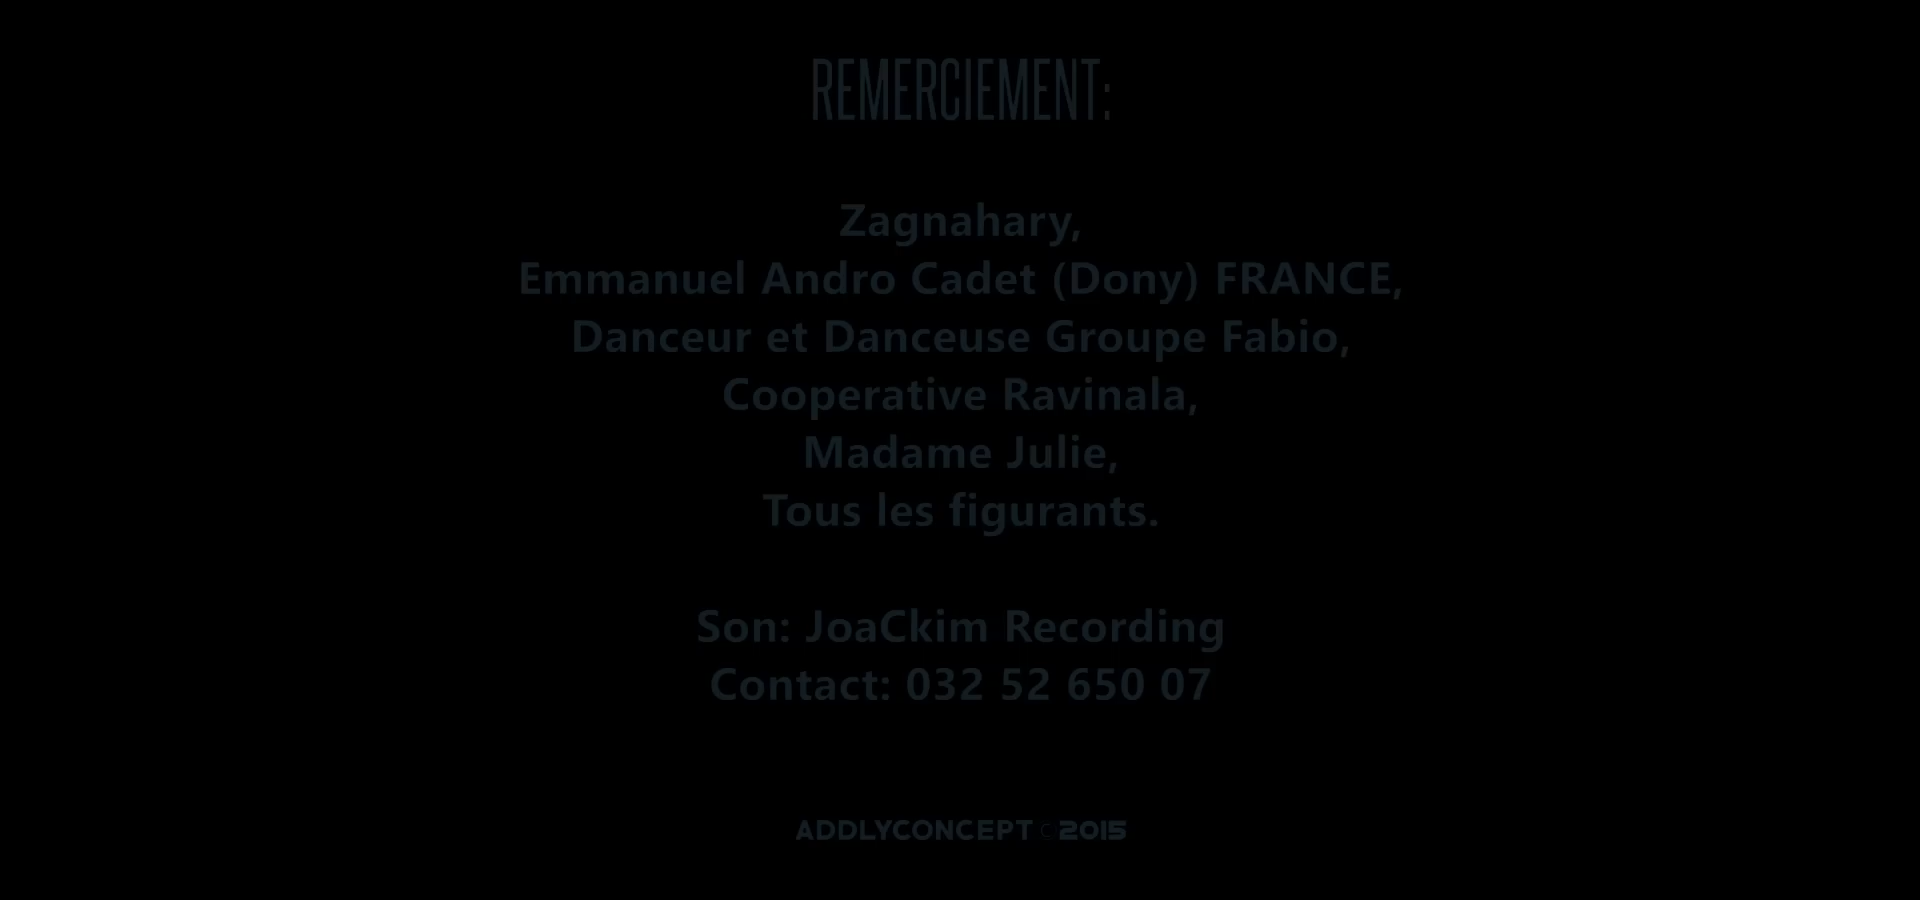 REMERCIEMENT:
Zagnahary,
Emmanuel Andro Cadet (Dony) FRANCE,
Danceur et Danceuse Groupe Fabio,
Cooperative Ravinala,
Madame Julie,
Tous les figurants.
Son: JoaCkim Recording
Contact: 032 52 650 07
ADDLYCONCEPT © 2015